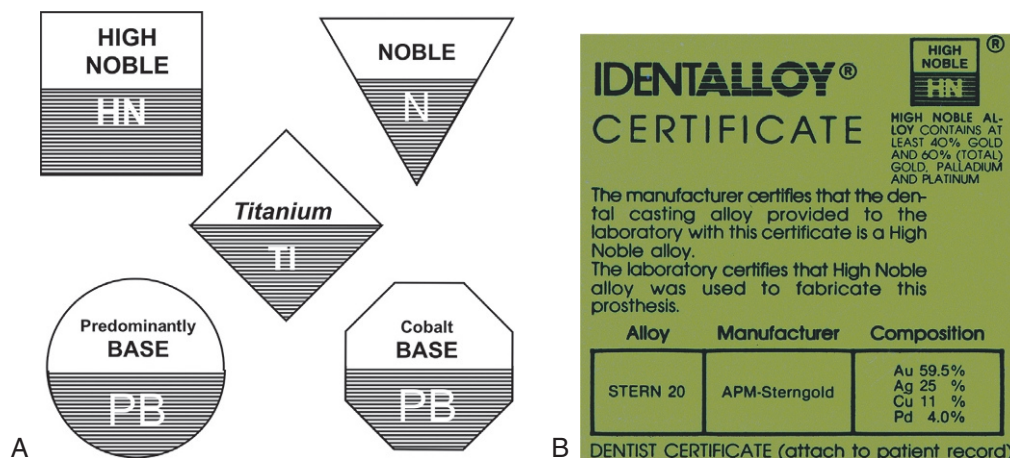 HIGH
NOBLE
HN
NOBLE
N
Titanium
TI
Predominantly
BASE
PB
Cobalt
BASE
PB
A
IDENTALLOY®
CERTIFICATE
HIGH
NOBLE
HN
®
HIGH NOBLE AL-
LOY CONTAINS AT
LEAST 40% GOLD
AND 60% (TOTAL)
GOLD, PALLADIUM
AND PLATINUM
The manufacturer certifies that the den-
tal casting alloy provided to the
laboratory with this certificate is a High
Noble alloy.
The laboratory certifies that High Noble
alloy was used to fabricate this
prosthesis.
Alloy Manufacturer Composition
STERN 20 APM-Sterngold
Au 59.5%
Ag 25 %
Cu 11 %
Pd 4.0%
B
DENTIST CERTIFICATE (attach to patient record)